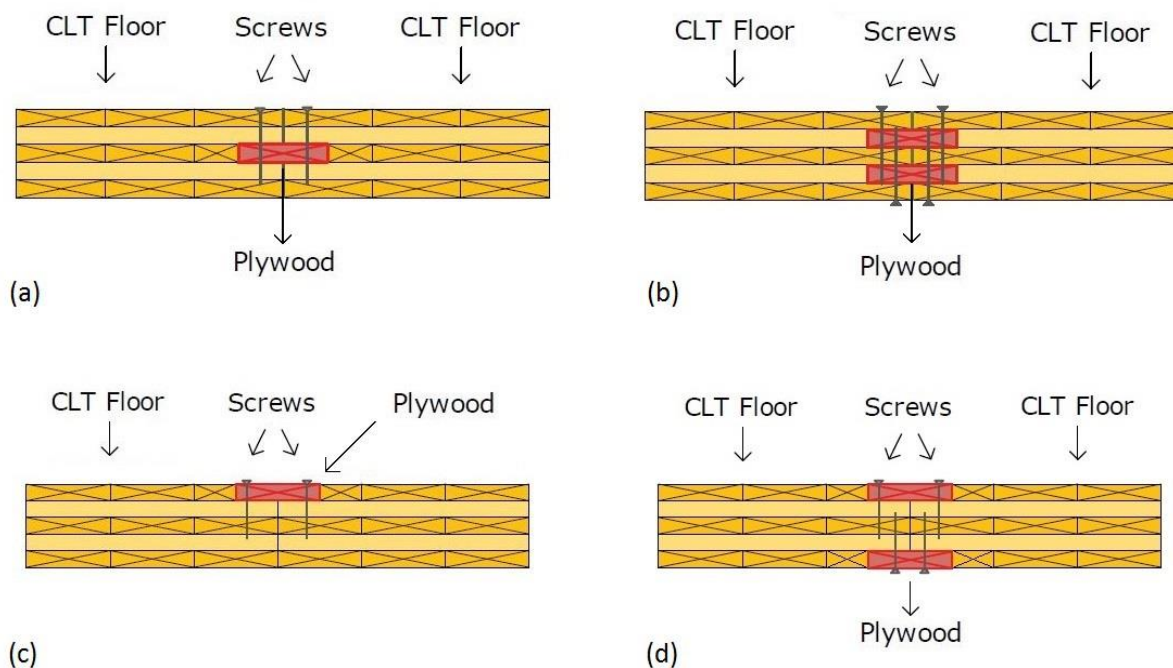 CLT Floor Screws CLT Floor
Plywood
(a)
CLT Floor Screws CLT Floor
Plywood
(b)
CLT Floor Screws Plywood
(c)
CLT Floor Screws CLT Floor
Plywood
(d)